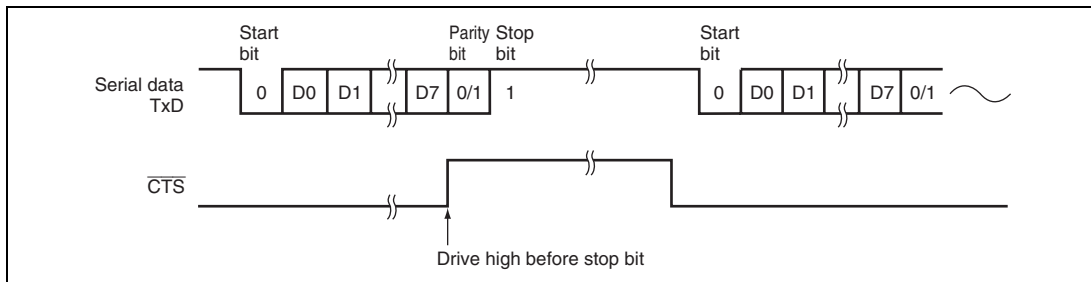 Start bit Parity bit Stop bit Start bit
Serial data TxD 0 D0 D1 D7 0/1 1 0 D0 D1 D7 0/1
CTS
Drive high before stop bit